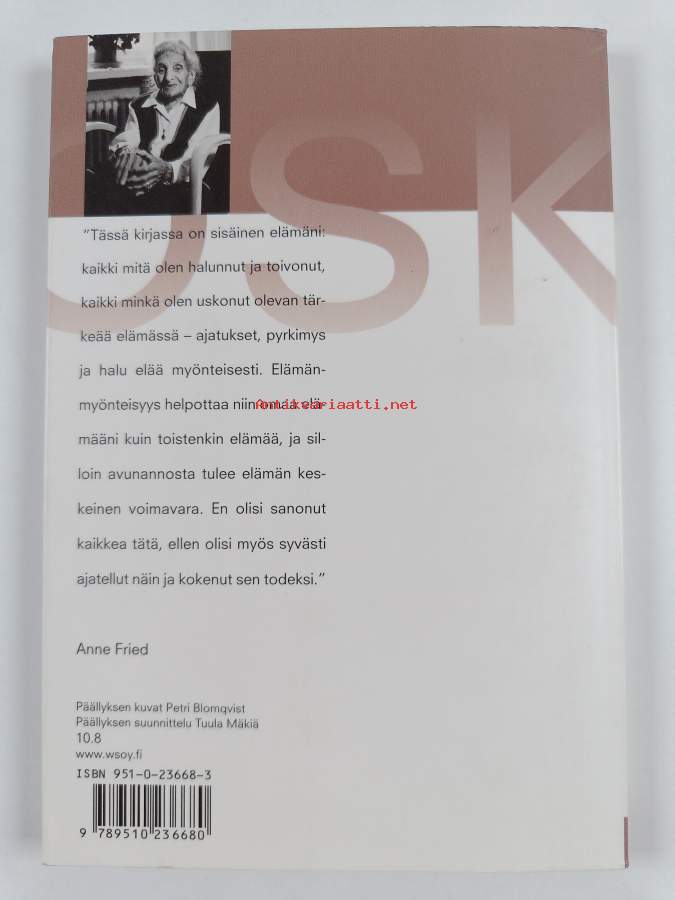 OSK
"Tässä kirjassa on sisäinen elämäni:
kaikki mitä olen halunnut ja toivonut,
kaikki minkä olen uskonut olevan tär-
keää elämässä – ajatukset, pyrkimys
ja halu elää myönteisesti. Elämän-
myönteisyys helpottaa niin omaa elä-
Antikvariaatti.net
määni kuin toistenkin elämää, ja sil-
loin avunannosta tulee elämän kes-
keinen voimavara. En olisi sanonut
kaikkea tätä, ellen olisi myös syvästi
ajatellut näin ja kokenut sen todeksi."
Anne Fried
Päällyksen kuvat Petri Blomqvist
Päällyksen suunnittelu Tuula Mäkiä
10.8
www.wsoy.fi
ISBN 951-0-23668-3
9 789510 236680